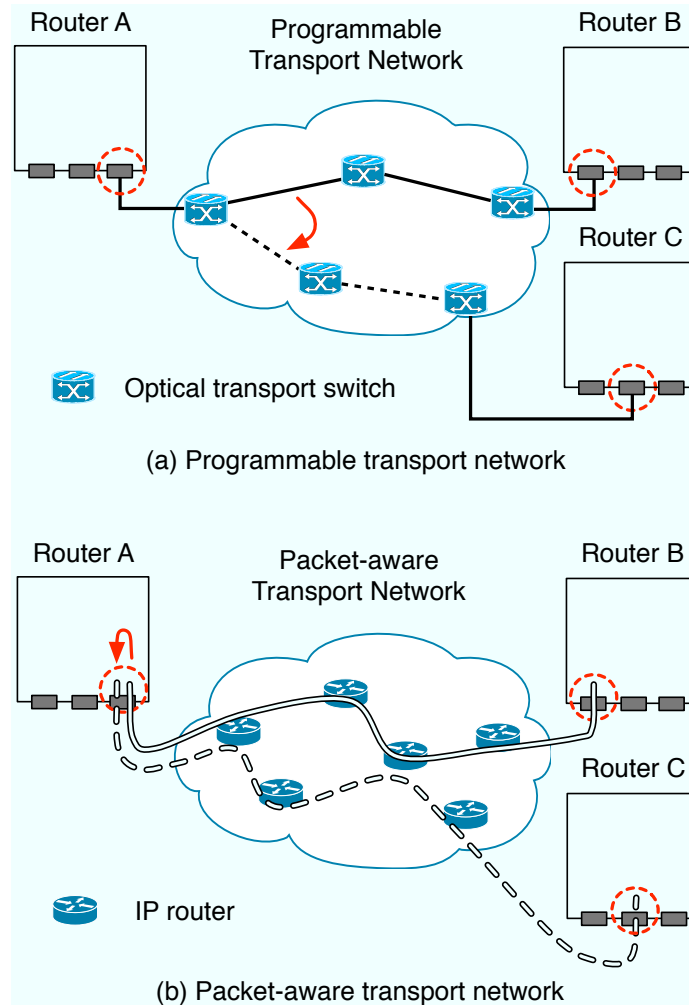 Router A
Programmable
Transport Network
Router B
Router C
Optical transport switch
(a) Programmable transport network
Router A
Packet-aware
Transport Network
Router B
Router C
IP router
(b) Packet-aware transport network